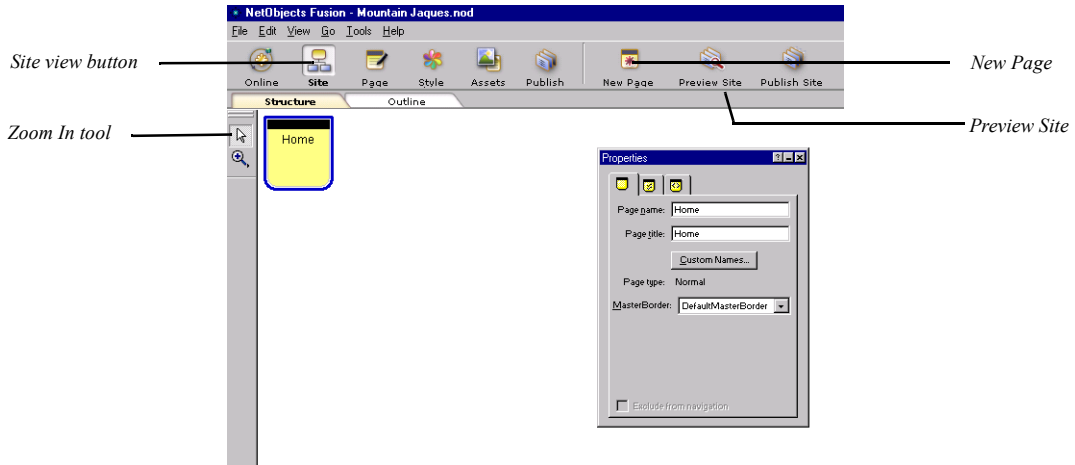 NetObjects Fusion - Mountain Jaques.nod
File Edit View Go Tools Help
Site view button
New Page
Online Site Page Style Assets Publish New Page Preview Site Publish Site
Structure Outline
Preview Site
Zoom In tool
Home
Properties
Page name: Home
Page title: Home
Custom Names...
Page type: Normal
MasterBorder: DefaultMasterBorder
Exclude from navigation